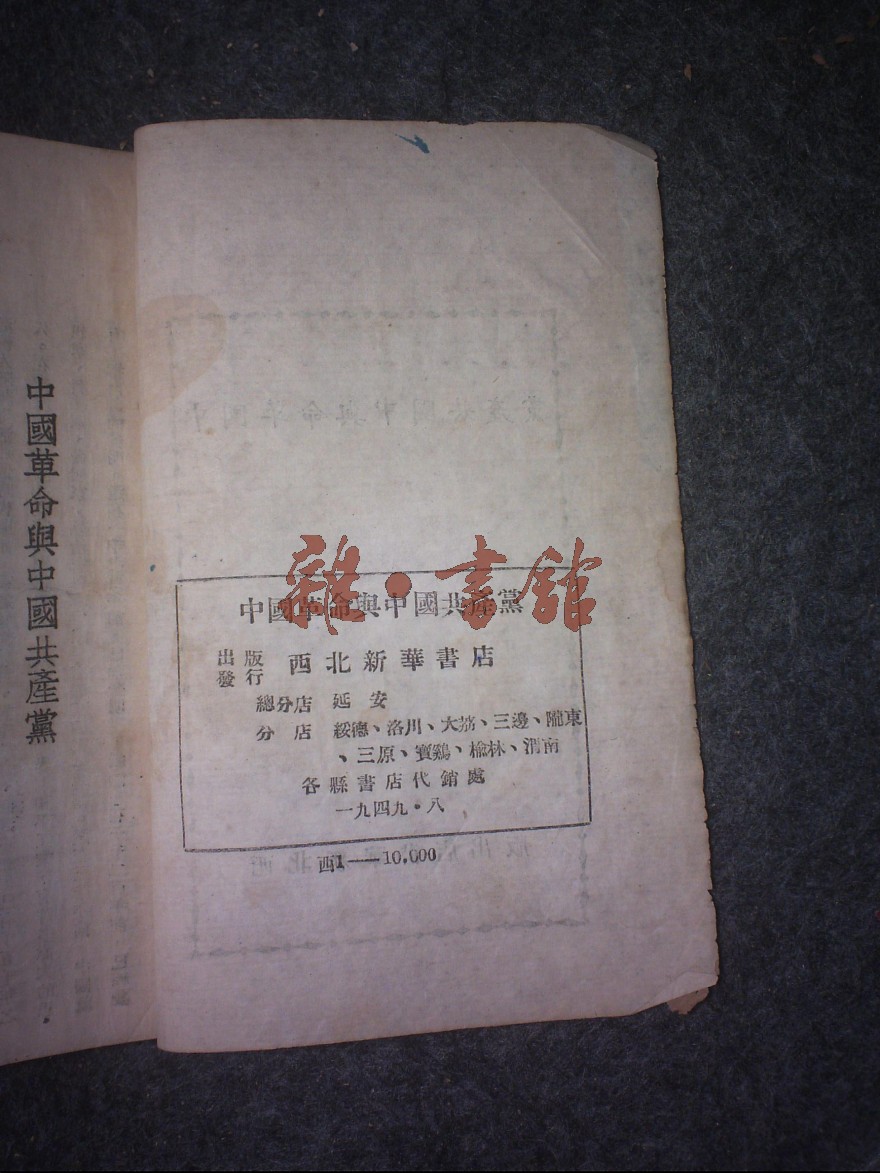 中國革命與中國共產黨
雜·書館
中國革命與中國共產黨
出版
發行
西北新華書店
總分店 延安
分店 綏德、洛川、大茘、三邊、隴東
、三原、寶鷄、榆林、渭南
各縣書店代銷處
一九四九·八
西1——10,000